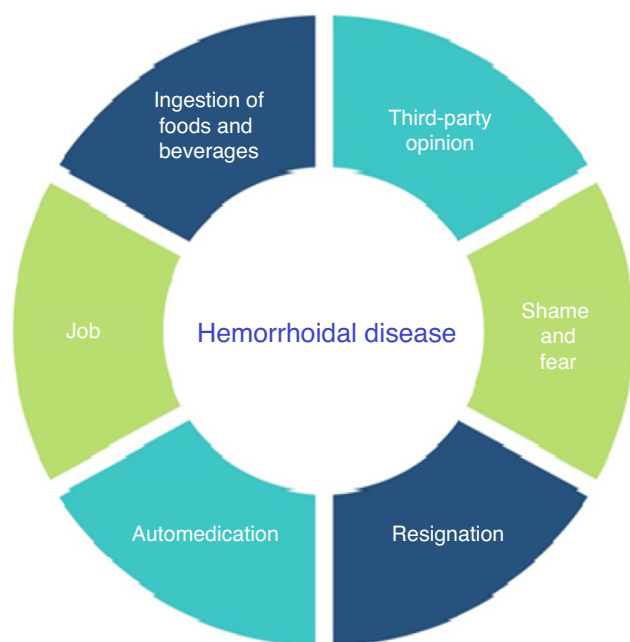 Ingestion of
foods and
beverages
Third-party
opinion
Job
Hemorrhoidal disease
Shame
and
fear
Automedication
Resignation